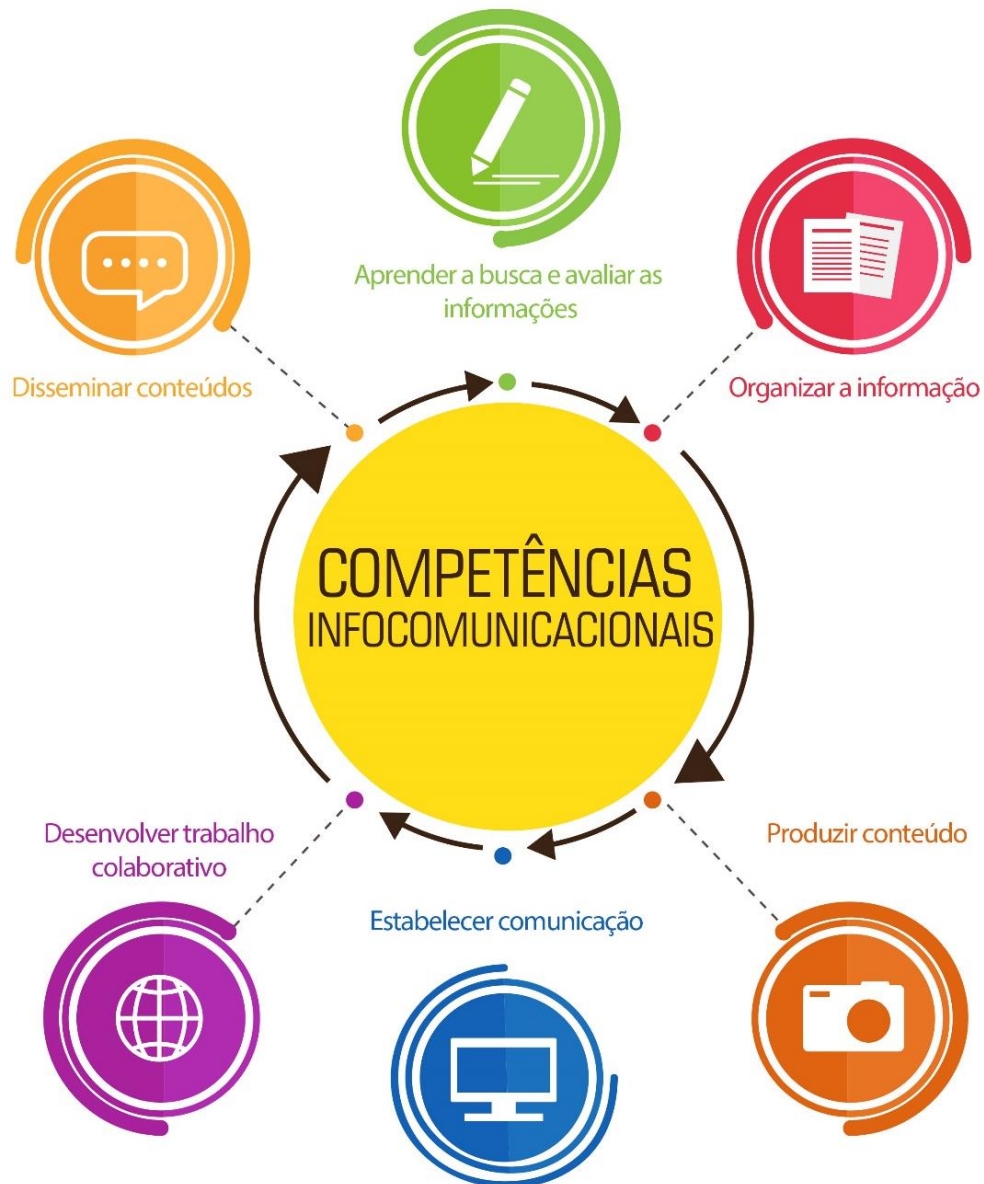 Aprender a busca e avaliar as
informações
Disseminar conteúdos
Organizar a informação
COMPETÊNCIAS
INFOCOMUNICACIONAIS
Desenvolver trabalho
colaborativo
Produzir conteúdo
Estabelecer comunicação